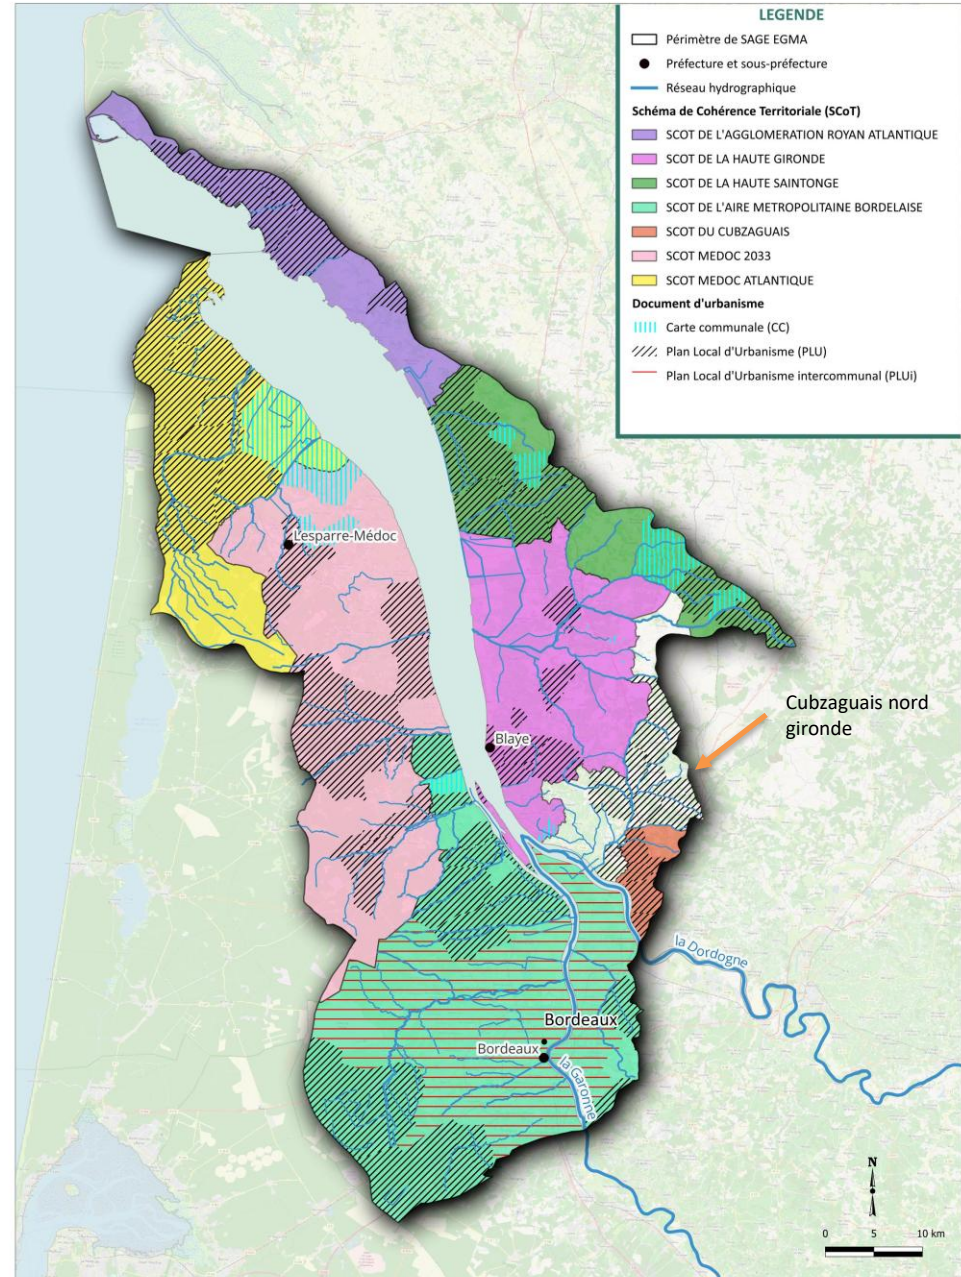 LEGENDE
Périmètre de SAGE EGMA
Préfecture et sous-préfecture
Réseau hydrographique
Schéma de Cohérence Territoriale (SCoT)
SCOT DE L'AGGLOMERATION ROYAN ATLANTIQUE
SCOT DE LA HAUTE GIRONDE
SCOT DE LA HAUTE SAINTONGE
SCOT DE L'AIRE METROPOLITAINE BORDELAISE
SCOT DU CUBZAGUAIS
SCOT MEDOC 2033
SCOT MEDOC ATLANTIQUE
Document d'urbanisme
Carte communale (CC)
Plan Local d'Urbanisme (PLU)
Plan Local d'Urbanisme intercommunal (PLUi)
Lesparre-Médoc
Cubzaguais nord
gironde
Blaye
la Dordogne
Bordeaux
Bordeaux
la Garonne
N
0 5 10 km